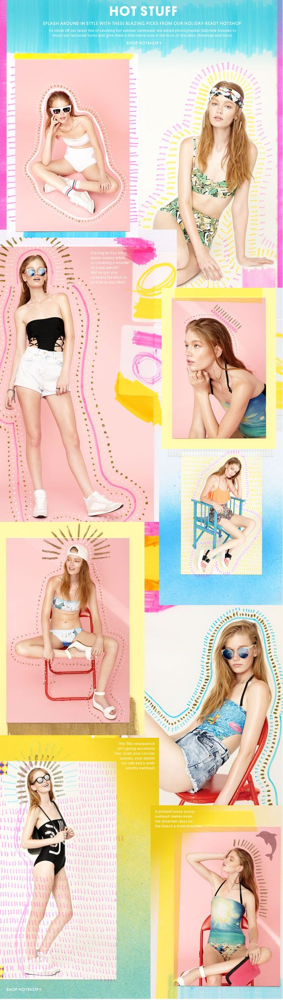 HOT STUFF
SPLASH AROUND IN STYLE WITH THESE BLAZING PICKS FROM OUR HOLIDAY-READY HOTSHOP
To show off our latest line of smoking hot summer swimwear we asked photographer Gabriela Antunes to
shoot our favourite looks and give them a little extra love in the form of doodles, drawings and more.
SHOP HOTSHOP >
Craving an itsy-bitsy
teeny-weeny bikini
or covering a wonder
of a one piece?
We've got you
covered (as much or
as little as you like!)
This '90s renaissance
isn't going anywhere
fast. Grab your circular
sunnies, your denim
cut-offs and a wink-
worthy swimsuit.
A printed sunny scene
swimsuit makes even
the dreariest days on
the beach a style scorcher.
SHOP HOTSHOP >